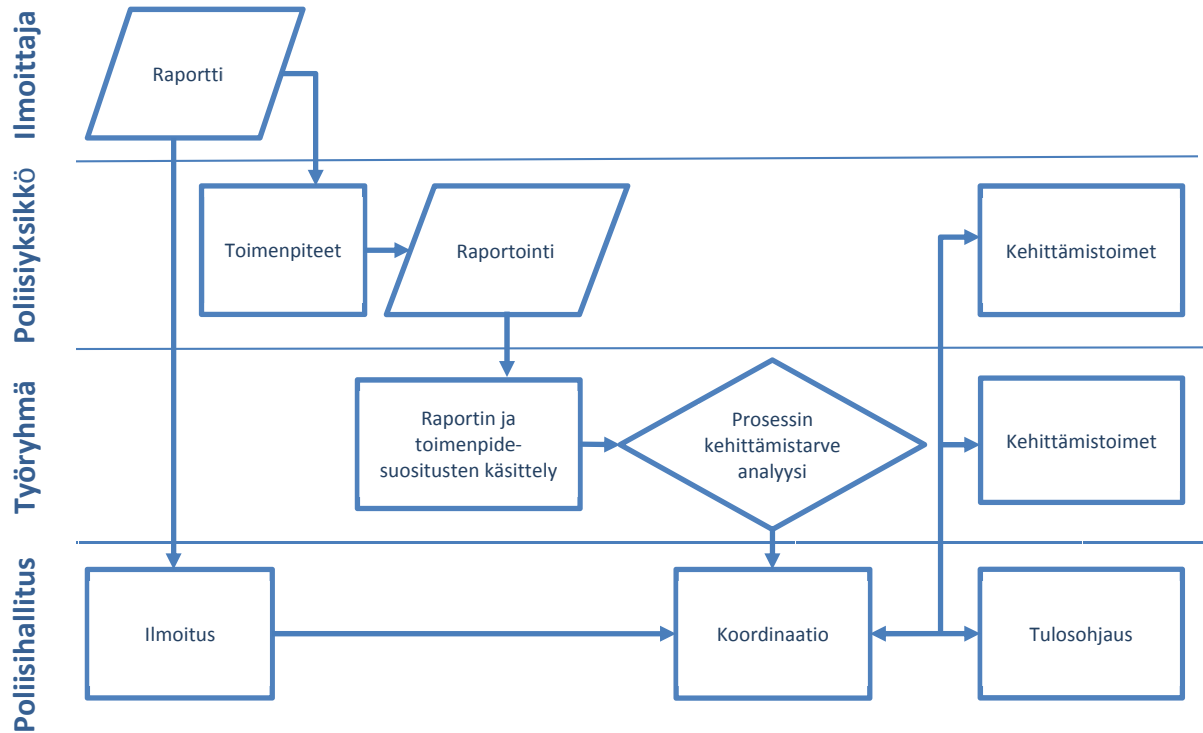 Ilmoittaja
Raportti
Poliisiyksikkö
Toimenpiteet
Raportointi
Kehittämistoimet
Työryhmä
Raportin ja
toimenpide-
suositusten käsittely
Prosessin
kehittämistarve
analyysi
Kehittämistoimet
Poliisihallitus
Ilmoitus
Koordinaatio
Tulosohjaus